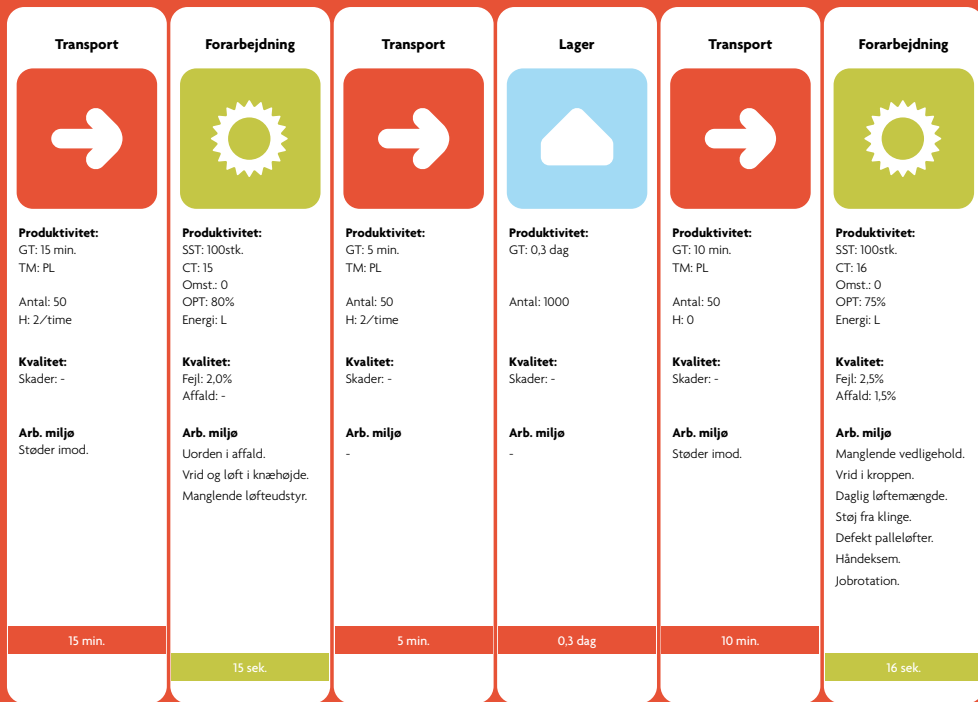 Transport
Produktivitet:
GT: 15 min.
TM: PL
Antal: 50
H: 2/time
Kvalitet:
Skader: -
Arb. miljø
Støder imod.
15 min.
Forarbejdning
Produktivitet:
SST: 100stk.
CT: 15
Omst.: 0
OPT: 80%
Energi: L
Kvalitet:
Fejl: 2,0%
Affald: -
Arb. miljø
Uorden i affald.
Vrid og løft i knæhøjde.
Manglende løfteudstyr.
15 sek.
Transport
Produktivitet:
GT: 5 min.
TM: PL
Antal: 50
H: 2/time
Kvalitet:
Skader: -
Arb. miljø
-
5 min.
Lager
Produktivitet:
GT: 0,3 dag
Antal: 1000
Kvalitet:
Skader: -
Arb. miljø
-
0,3 dag
Transport
Produktivitet:
GT: 10 min.
TM: PL
Antal: 50
H: 0
Kvalitet:
Skader: -
Arb. miljø
Støder imod.
10 min.
Forarbejdning
Produktivitet:
SST: 100stk.
CT: 16
Omst.: 0
OPT: 75%
Energi: L
Kvalitet:
Fejl: 2,5%
Affald: 1,5%
Arb. miljø
Manglende vedligehold.
Vrid i kroppen.
Daglig løftemængde.
Støj fra klinge.
Defekt palleløfter.
Håndeksem.
Jobrotation.
16 sek.